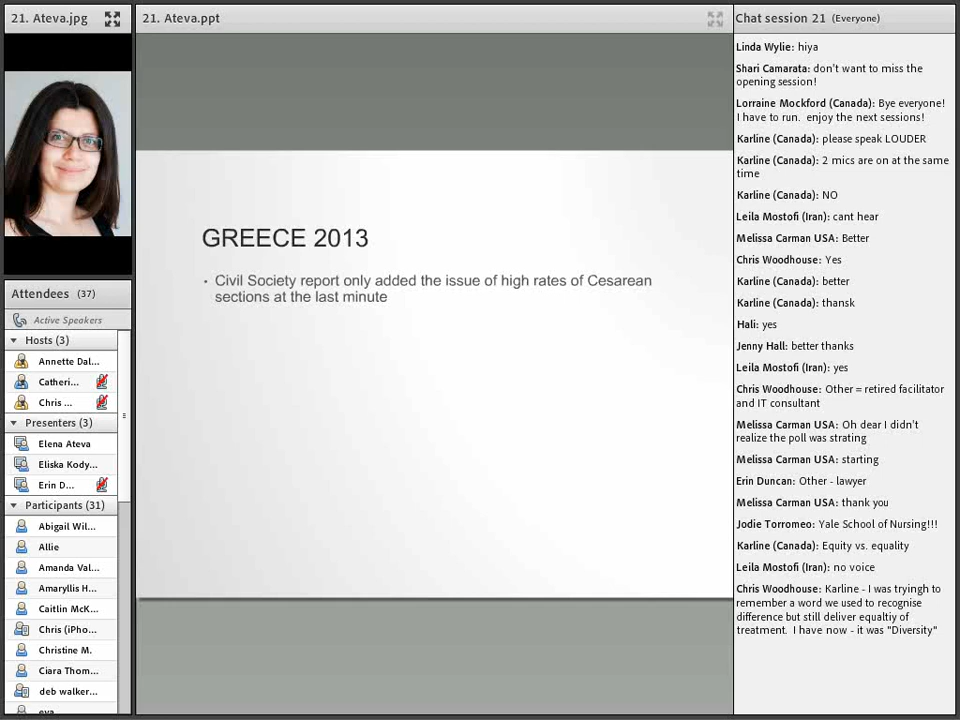 21. Ateva.jpg
Attendees (37)
Active Speakers
Hosts (3)
Annette Dal...
Catheri...
Chris ...
Presenters (3)
Elena Ateva
Eliska Kody...
Erin D...
Participants (31)
Abigail Wil...
Allie
Amanda Val...
Amaryllis H...
Caitlin McK...
Chris (iPho...
Christine M.
Ciara Thom...
deb walker...
eva
21. Ateva.ppt
GREECE 2013
• Civil Society report only added the issue of high rates of Cesarean
sections at the last minute
Chat session 21 (Everyone)
Linda Wylie: hiya
Shari Camarata: don't want to miss the
opening session!
Lorraine Mockford (Canada): Bye everyone!
I have to run. enjoy the next sessions!
Karline (Canada): please speak LOUDER
Karline (Canada): 2 mics are on at the same
time
Karline (Canada): NO
Leila Mostofi (Iran): cant hear
Melissa Carman USA: Better
Chris Woodhouse: Yes
Karline (Canada): better
Karline (Canada): thansk
Hali: yes
Jenny Hall: better thanks
Leila Mostofi (Iran): yes
Chris Woodhouse: Other = retired facilitator
and IT consultant
Melissa Carman USA: Oh dear I didn't
realize the poll was strating
Melissa Carman USA: starting
Erin Duncan: Other - lawyer
Melissa Carman USA: thank you
Jodie Torromeo: Yale School of Nursing!!!
Karline (Canada): Equity vs. equality
Leila Mostofi (Iran): no voice
Chris Woodhouse: Karline - I was tryingh to
remember a word we used to recognise
difference but still deliver equaltiy of
treatment. I have now - it was "Diversity"